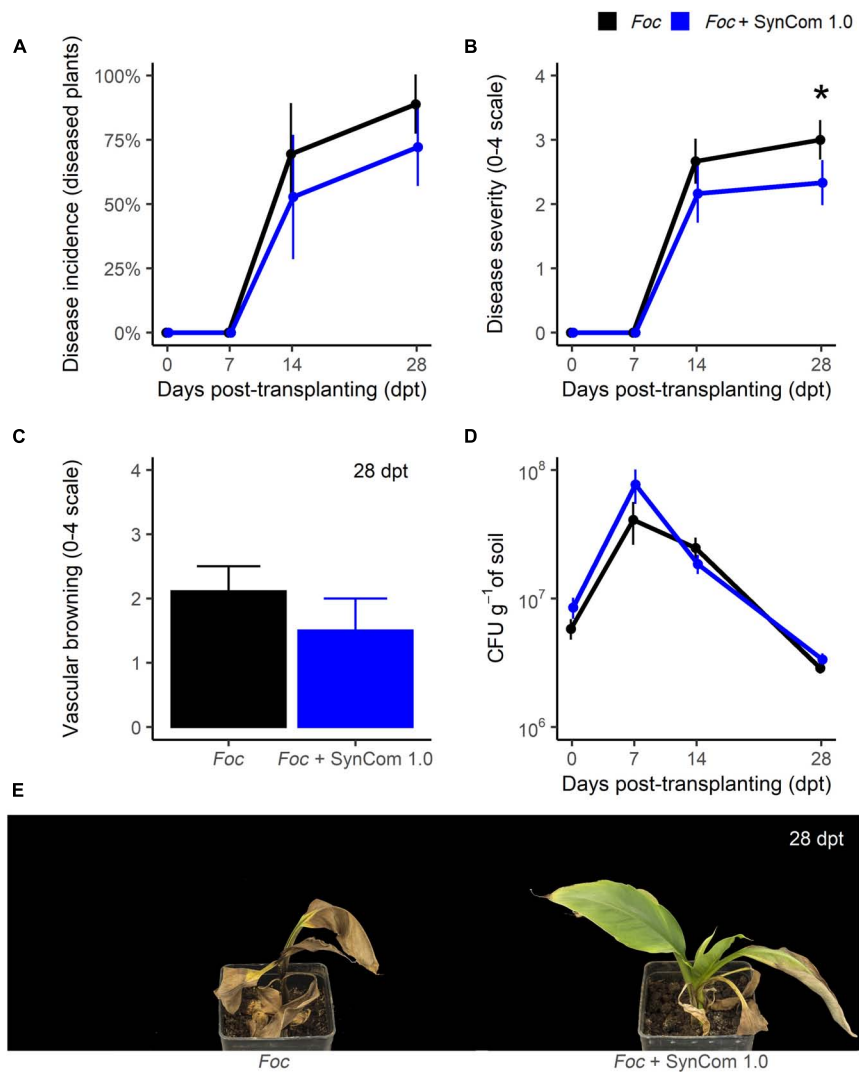 Foc Foc + SynCom 1.0
A
Disease incidence (diseased plants)
100%
75%
50%
25%
0%
0 7 14 28
Days post-transplanting (dpt)
B
Disease severity (0-4 scale)
4
3
2
1
0
*
0 7 14 28
Days post-transplanting (dpt)
C
Vascular browning (0-4 scale)
4
3
2
1
0
28 dpt
Foc Foc + SynCom 1.0
D
CFU g⁻¹ of soil
10⁸
10⁷
10⁶
0 7 14 28
Days post-transplanting (dpt)
E
28 dpt
Foc Foc + SynCom 1.0